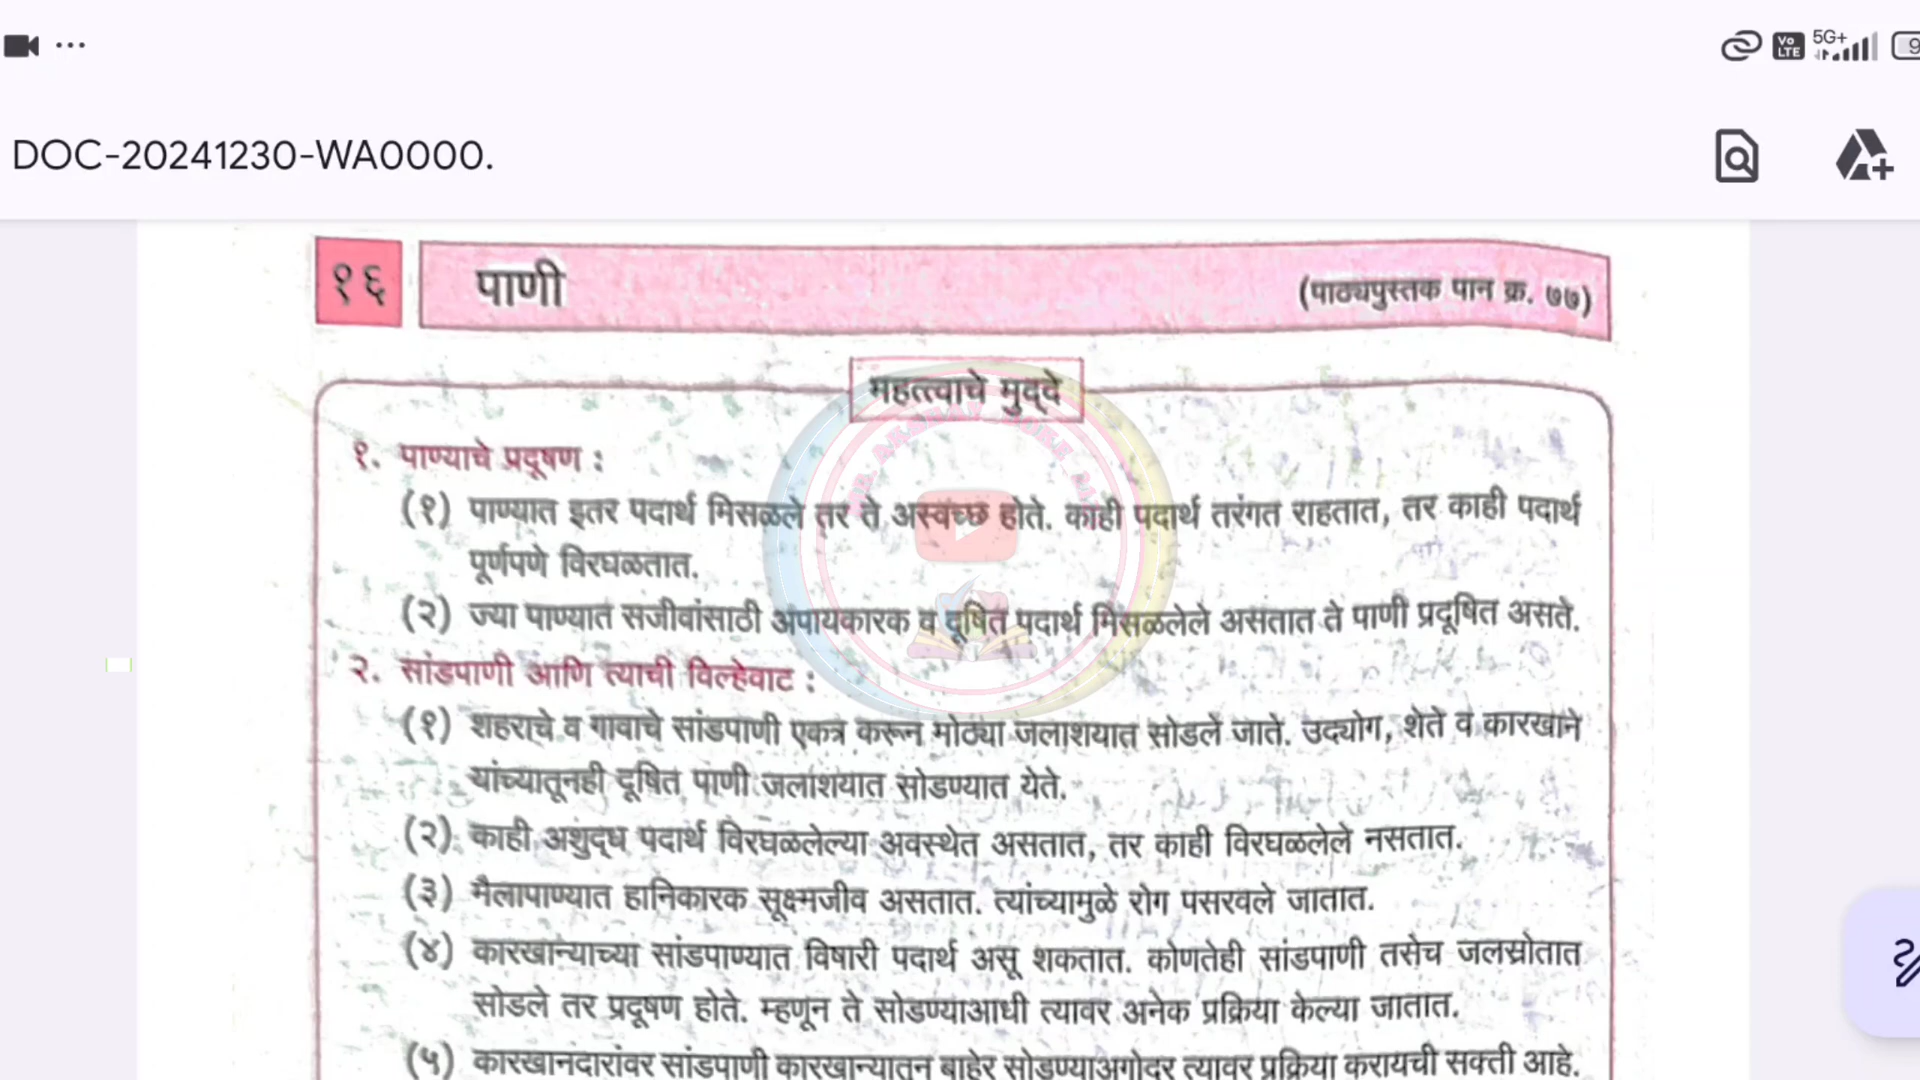 5G+
Vo LTE
9
DOC-20241230-WA0000.
१६ पाणी (पाठ्यपुस्तक पान क्र. ७७)
महत्त्वाचे मुद्दे
१. पाण्याचे प्रदूषण :
(१) पाण्यात इतर पदार्थ मिसळले तर ते अस्वच्छ होते. काही पदार्थ तरंगत राहतात, तर काही पदार्थ
पूर्णपणे विरघळतात.
(२) ज्या पाण्यात सजीवांसाठी अपायकारक व दूषित पदार्थ मिसळलेले असतात ते पाणी प्रदूषित असते.
२. सांडपाणी आणि त्याची विल्हेवाट :
(१) शहराचे व गावाचे सांडपाणी एकत्र करून मोठ्या जलाशयात सोडले जाते. उद्योग, शेते व कारखाने
यांच्यातूनही दूषित पाणी जलाशयात सोडण्यात येते.
(२) काही अशुद्ध पदार्थ विरघळलेल्या अवस्थेत असतात, तर काही विरघळलेले नसतात.
(३) मैलापाण्यात हानिकारक सूक्ष्मजीव असतात. त्यांच्यामुळे रोग पसरवले जातात.
(४) कारखान्याच्या सांडपाण्यात विषारी पदार्थ असू शकतात. कोणतेही सांडपाणी तसेच जलस्रोतात
सोडले तर प्रदूषण होते. म्हणून ते सोडण्याआधी त्यावर अनेक प्रक्रिया केल्या जातात.
(५) कारखानदारांवर सांडपाणी कारखान्यातून बाहेर सोडण्याअगोदर त्यावर प्रक्रिया करायची सक्ती आहे.